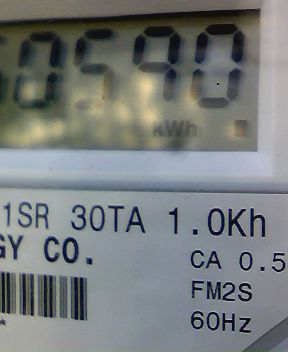 0590
kWh
1SR 30TA 1.0Kh
GY CO.
CA 0.5
FM2S
60Hz